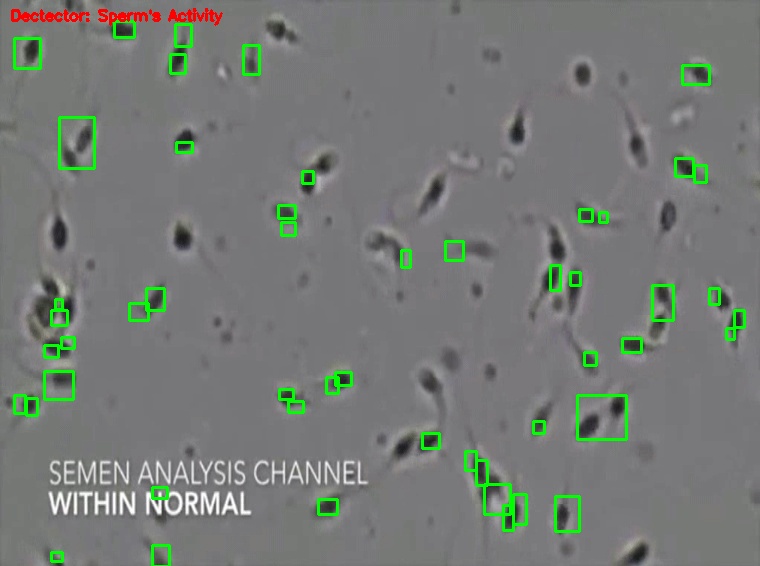 Dectector: Sperm's Activity
SEMEN ANALYSIS CHANNEL
WITHIN NORMAL